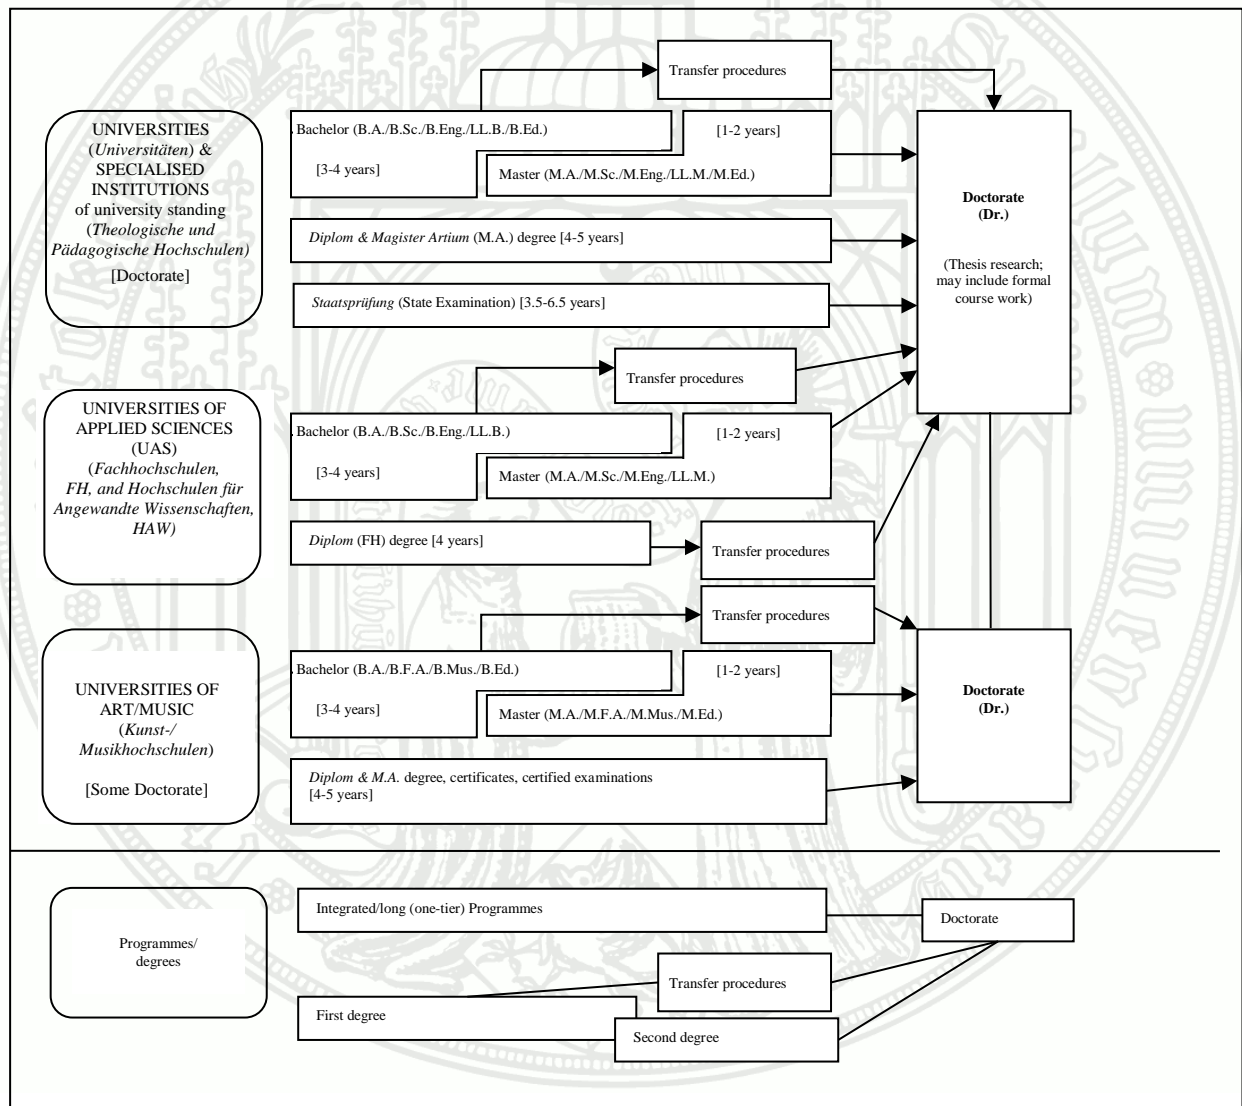 Transfer procedures
UNIVERSITIES
(Universitäten) &
SPECIALISED
INSTITUTIONS
of university standing
(Theologische und
Pädagogische Hochschulen)
[Doctorate]
Bachelor (B.A./B.Sc./B.Eng./LL.B./B.Ed.)
[3-4 years]
[1-2 years]
Master (M.A./M.Sc./M.Eng./LL.M./M.Ed.)
Diplom & Magister Artium (M.A.) degree [4-5 years]
Staatsprüfung (State Examination) [3.5-6.5 years]
Doctorate
(Dr.)
(Thesis research;
may include formal
course work)
Transfer procedures
UNIVERSITIES OF
APPLIED SCIENCES
(UAS)
(Fachhochschulen,
FH, and Hochschulen für
Angewandte Wissenschaften,
HAW)
Bachelor (B.A./B.Sc./B.Eng./LL.B.)
[3-4 years]
[1-2 years]
Master (M.A./M.Sc./M.Eng./LL.M.)
Diplom (FH) degree [4 years]
Transfer procedures
Transfer procedures
UNIVERSITIES OF
ART/MUSIC
(Kunst-/
Musikhochschulen)
[Some Doctorate]
Bachelor (B.A./B.F.A./B.Mus./B.Ed.)
[3-4 years]
[1-2 years]
Master (M.A./M.F.A./M.Mus./M.Ed.)
Diplom & M.A. degree, certificates, certified examinations
[4-5 years]
Doctorate
(Dr.)
Programmes/
degrees
Integrated/long (one-tier) Programmes
Doctorate
Transfer procedures
First degree
Second degree